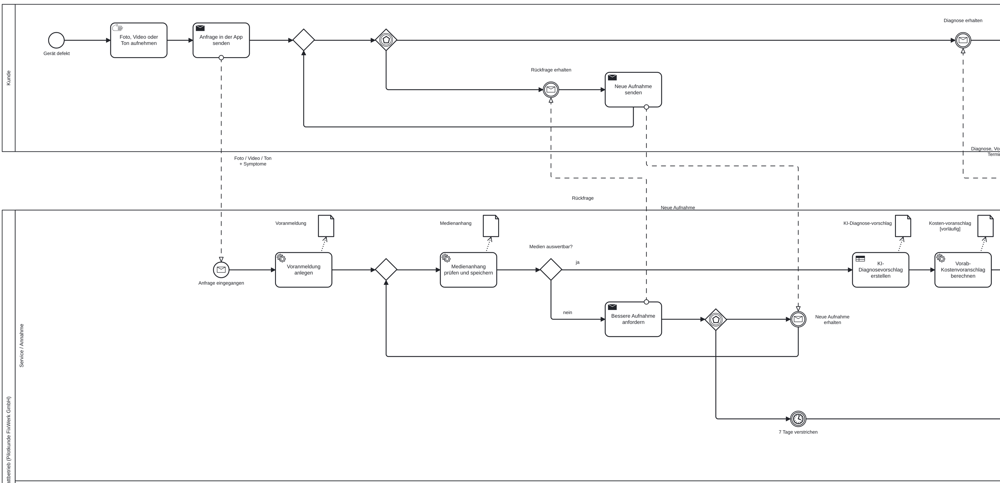 Kunde
Diagnose erhalten
Foto, Video oder
Ton aufnehmen
Anfrage in der App
senden
Gerät defekt
Rückfrage erhalten
Neue Aufnahme
senden
Diagnose, Vor
Termi
Foto / Video / Ton
+ Symptome
Rückfrage
Neue Aufnahme
Voranmeldung
Medienanhang
KI-Diagnose-vorschlag
Kosten-voranschlag
[vorläufig]
Medien auswertbar?
ja
Voranmeldung
anlegen
Medienanhang
prüfen und speichern
KI-
Diagnosevorschlag
erstellen
Vorab-
Kostenvoranschlag
berechnen
Anfrage eingegangen
nein
Bessere Aufnahme
anfordern
Neue Aufnahme
erhalten
Service / Annahme
7 Tage verstrichen
attbetrieb (Pilotkunde FixWerk GmbH)